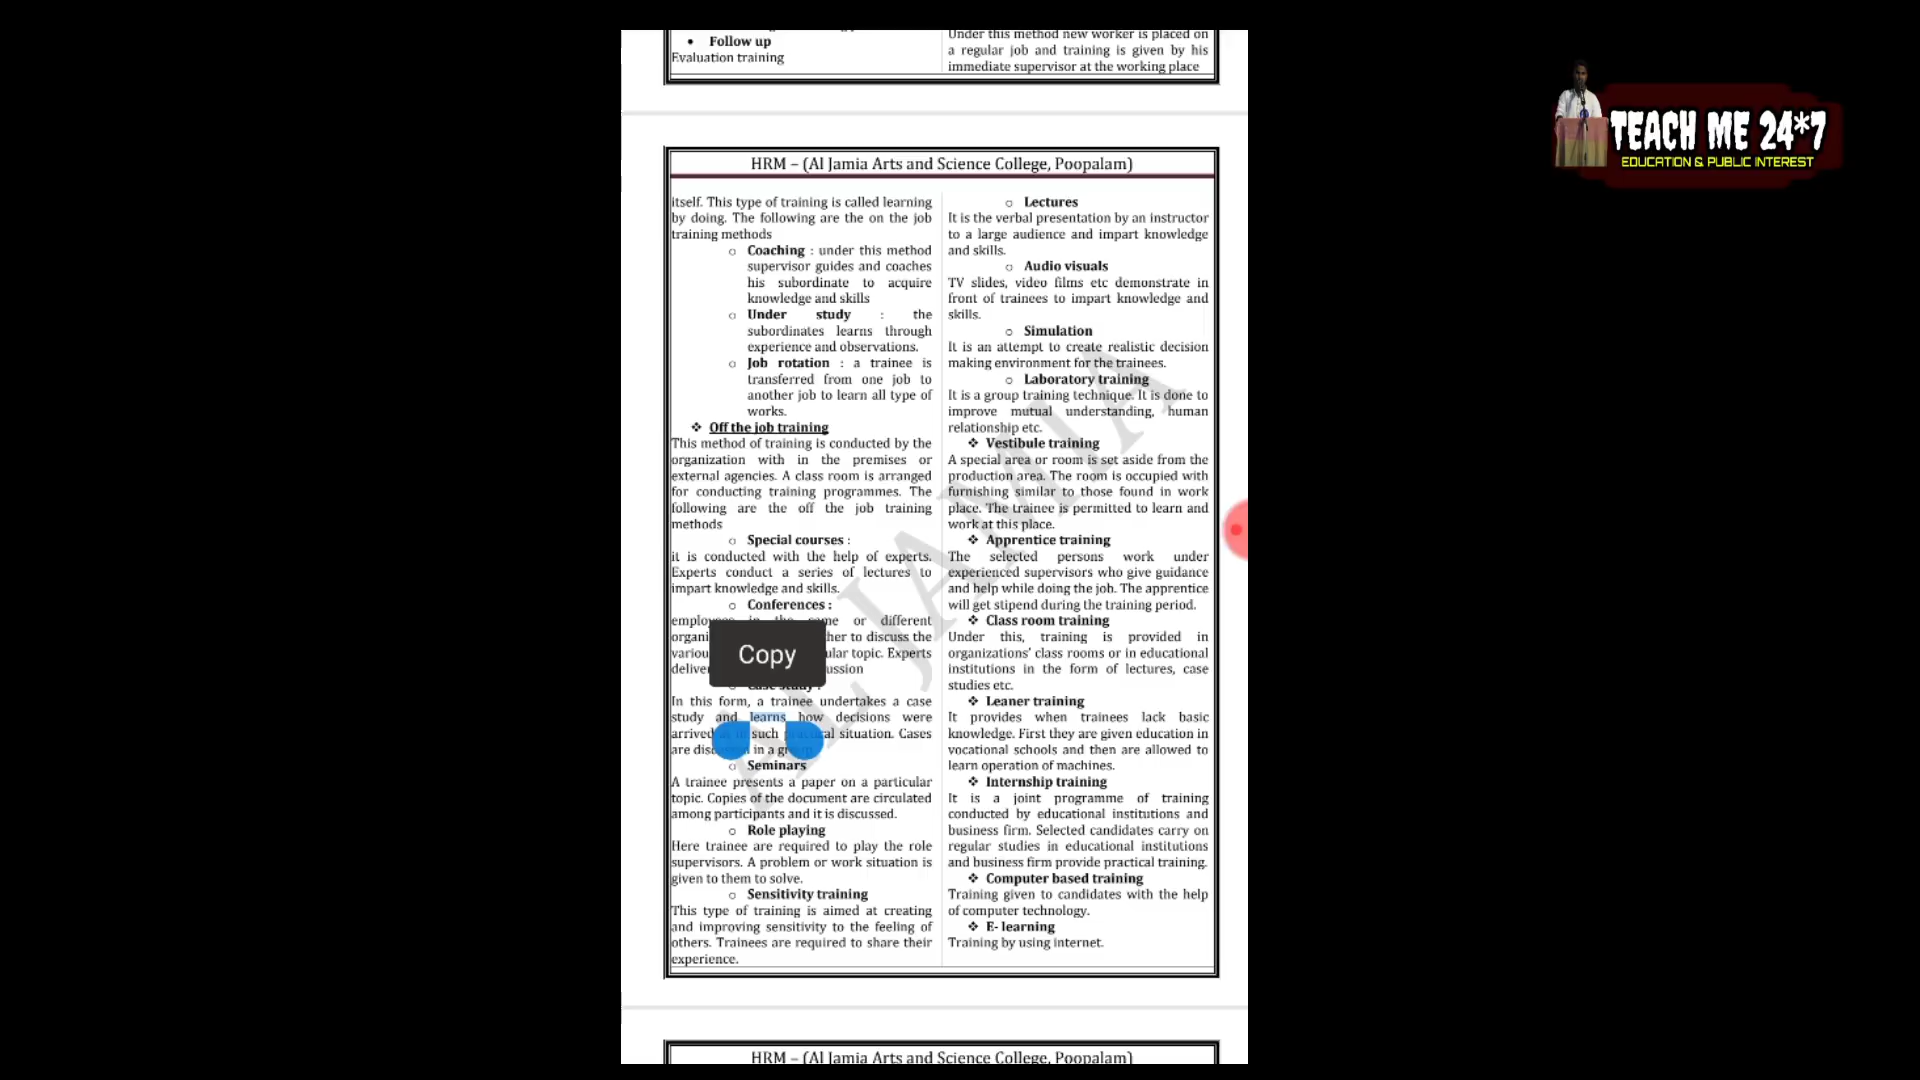 • Follow up
Evaluation training
Under this method new worker is placed on
a regular job and training is given by his
immediate supervisor at the working place
TEACH ME 24*7
EDUCATION & PUBLIC INTEREST
HRM – (Al Jamia Arts and Science College, Poopalam)
itself. This type of training is called learning
by doing. The following are the on the job
training methods
o Coaching : under this method
supervisor guides and coaches
his subordinate to acquire
knowledge and skills
o Under study : the
subordinates learns through
experience and observations.
o Job rotation : a trainee is
transferred from one job to
another job to learn all type of
works.
❖ Off the job training
This method of training is conducted by the
organization with in the premises or
external agencies. A class room is arranged
for conducting training programmes. The
following are the off the job training
methods
o Special courses :
it is conducted with the help of experts.
Experts conduct a series of lectures to
impart knowledge and skills.
o Conferences :
or different
to discuss the
topic. Experts
Copy
In this form, a trainee undertakes a case
study and learns how decisions were
arrived such situation. Cases
are in a
o Seminars
A trainee presents a paper on a particular
topic. Copies of the document are circulated
among participants and it is discussed.
o Role playing
Here trainee are required to play the role
supervisors. A problem or work situation is
given to them to solve.
o Sensitivity training
This type of training is aimed at creating
and improving sensitivity to the feeling of
others. Trainees are required to share their
experience.
o Lectures
It is the verbal presentation by an instructor
to a large audience and impart knowledge
and skills.
o Audio visuals
TV slides, video films etc demonstrate in
front of trainees to impart knowledge and
skills.
o Simulation
It is an attempt to create realistic decision
making environment for the trainees.
o Laboratory training
It is a group training technique. It is done to
improve mutual understanding, human
relationship etc.
❖ Vestibule training
A special area or room is set aside from the
production area. The room is occupied with
furnishing similar to those found in work
place. The trainee is permitted to learn and
work at this place.
❖ Apprentice training
The selected persons work under
experienced supervisors who give guidance
and help while doing the job. The apprentice
will get stipend during the training period.
❖ Class room training
Under this, training is provided in
organizations' class rooms or in educational
institutions in the form of lectures, case
studies etc.
❖ Leaner training
It provides when trainees lack basic
knowledge. First they are given education in
vocational schools and then are allowed to
learn operation of machines.
❖ Internship training
It is a joint programme of training
conducted by educational institutions and
business firm. Selected candidates carry on
regular studies in educational institutions
and business firm provide practical training.
❖ Computer based training
Training given to candidates with the help
of computer technology.
❖ E- learning
Training by using internet.
AL JAMIA
HRM – (Al Jamia Arts and Science College, Poopalam)